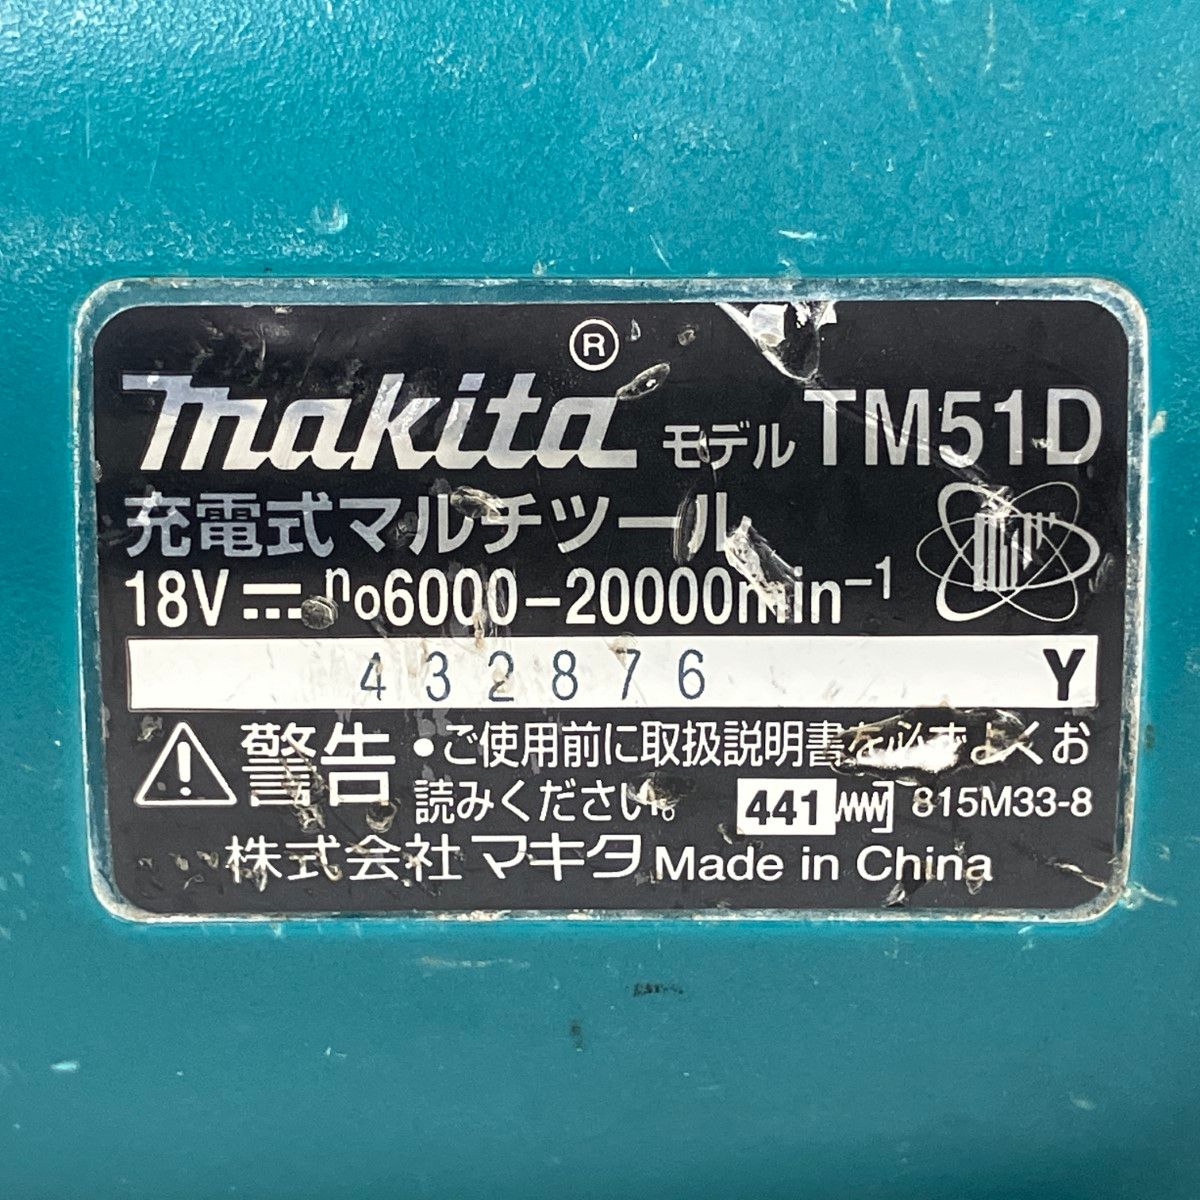 makita® モデル TM51D
充電式マルチツール
18V⎓ n₀6000-20000min⁻¹
432876 Y
⚠警告 •ご使用前に取扱説明書を必ずよくお
読みください。 441 815M33-8
株式会社マキタ Made in China